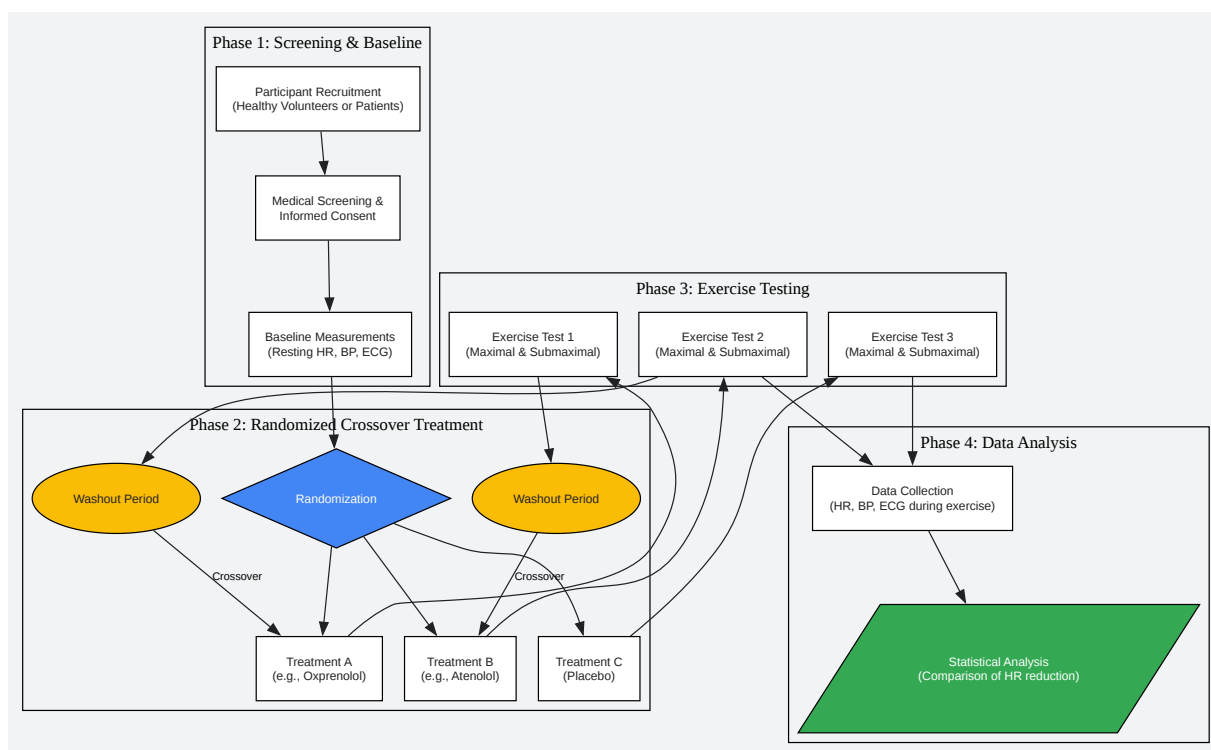 Phase 1: Screening & Baseline
Participant Recruitment
(Healthy Volunteers or Patients)
Medical Screening &
Informed Consent
Baseline Measurements
(Resting HR, BP, ECG)
Phase 3: Exercise Testing
Exercise Test 1
(Maximal & Submaximal)
Exercise Test 2
(Maximal & Submaximal)
Exercise Test 3
(Maximal & Submaximal)
Phase 2: Randomized Crossover Treatment
Washout Period
Randomization
Washout Period
Crossover
Crossover
Treatment A
(e.g., Oxprenolol)
Treatment B
(e.g., Atenolol)
Treatment C
(Placebo)
Phase 4: Data Analysis
Data Collection
(HR, BP, ECG during exercise)
Statistical Analysis
(Comparison of HR reduction)